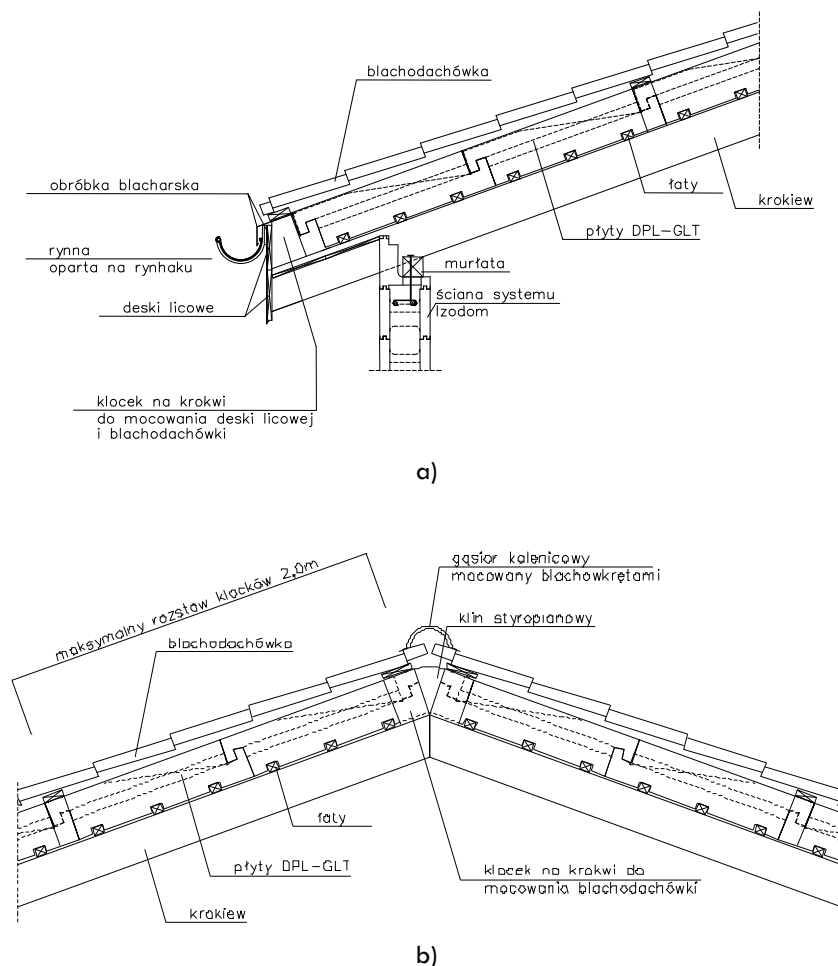 blachodachówka
obróbka blacharska
rynna
oparta na rynhaku
deski licowe
klocek na krokwi
do mocowania deski licowej
i blachodachówki
łaty
krokiew
płyty DPL-GLT
murłata
ściana systemu
Izodom
a)
maksymalny rozstaw klocków 2.0m
blachodachówka
gąsior kalenicowy
mocowany blachowkrętami
klin styropianowy
łaty
płyty DPL-GLT
krokiew
klocek na krokwi do
mocowania blachodachówki
b)